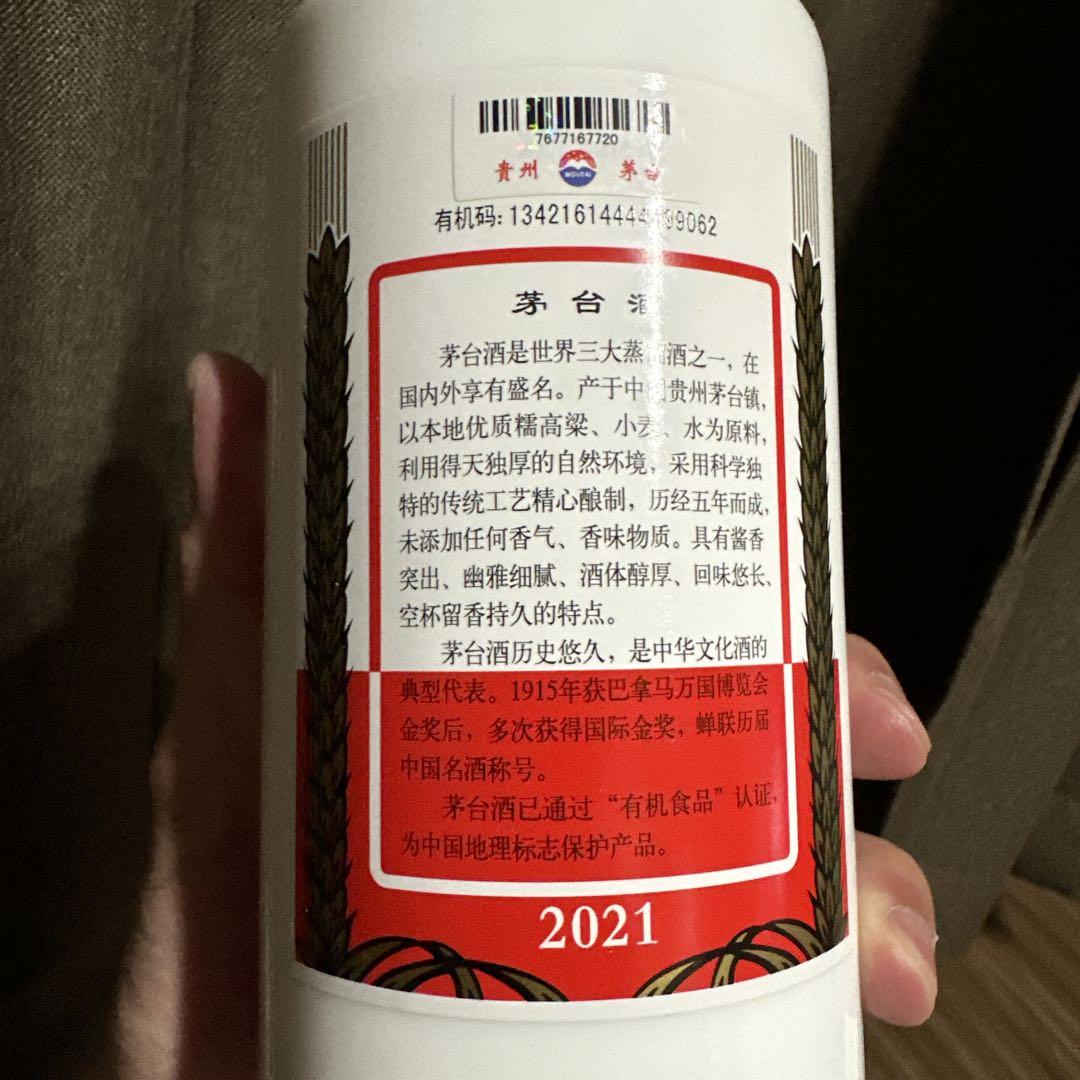 7677167720
贵州 MOUTAI 茅台
有机码:13421614444 99062
茅台酒
茅台酒是世界三大蒸馏酒之一，在
国内外享有盛名。产于中国贵州茅台镇，
以本地优质糯高粱、小麦、水为原料，
利用得天独厚的自然环境，采用科学独
特的传统工艺精心酿制，历经五年而成，
未添加任何香气、香味物质。具有酱香
突出、幽雅细腻、酒体醇厚、回味悠长、
空杯留香持久的特点。
茅台酒历史悠久，是中华文化酒的
典型代表。1915年获巴拿马万国博览会
金奖后，多次获得国际金奖，蝉联历届
中国名酒称号。
茅台酒已通过“有机食品”认证，
为中国地理标志保护产品。
2021